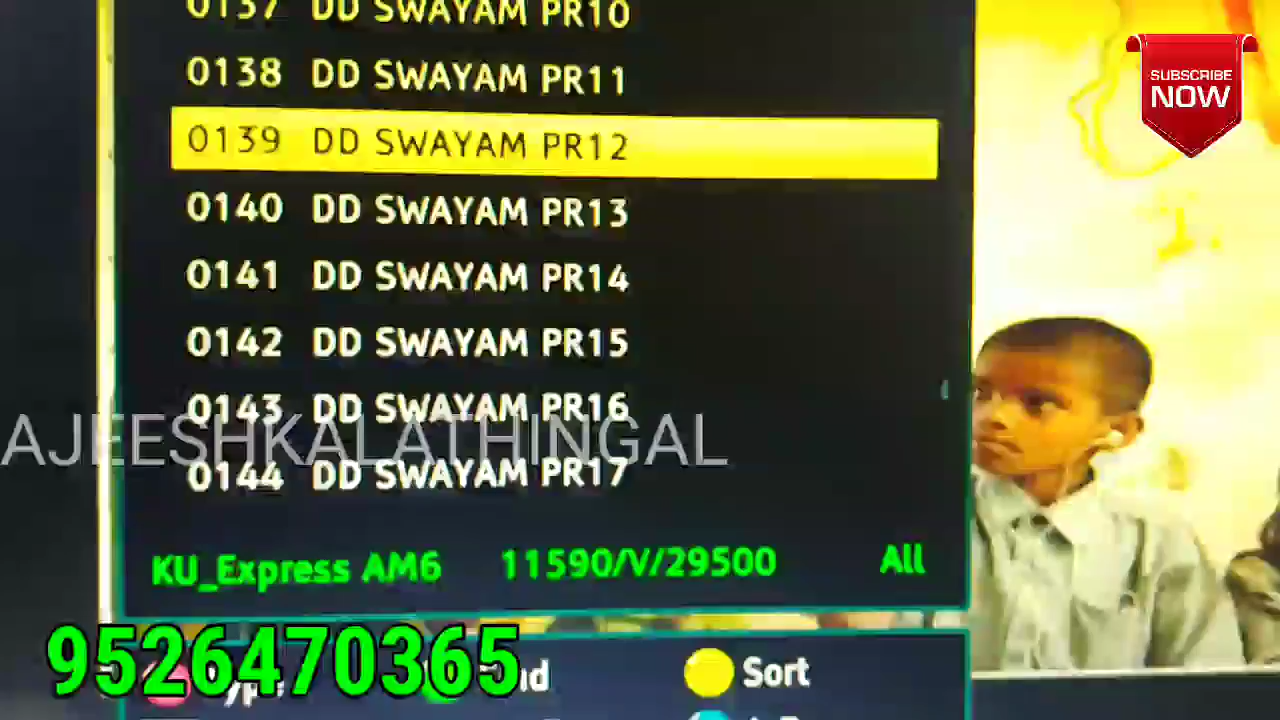 0137 DD SWAYAM PR10
0138 DD SWAYAM PR11
SUBSCRIBE
NOW
0139 DD SWAYAM PR12
0140 DD SWAYAM PR13
0141 DD SWAYAM PR14
0142 DD SWAYAM PR15
0143 DD SWAYAM PR16
AJEESHKALATHINGAL
0144 DD SWAYAM PR17
KU_Express AM6 11590/V/29500 All
9526470365
Sort